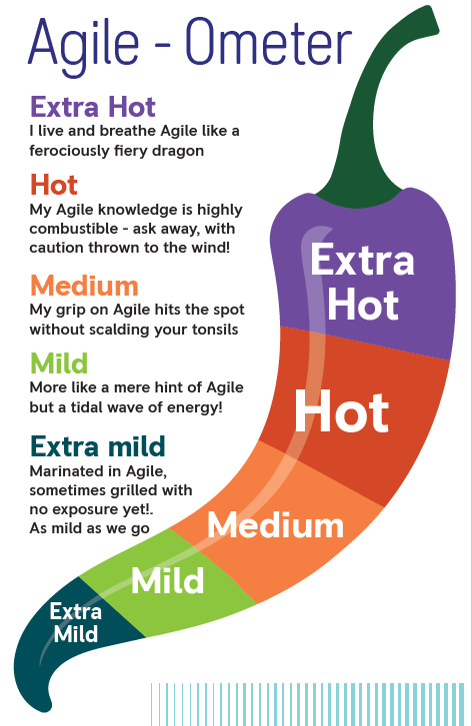 Agile - Ometer
Extra Hot
I live and breathe Agile like a
ferociously fiery dragon
Hot
My Agile knowledge is highly
combustible - ask away, with
caution thrown to the wind!
Medium
My grip on Agile hits the spot
without scalding your tonsils
Mild
More like a mere hint of Agile
but a tidal wave of energy!
Extra mild
Marinated in Agile,
sometimes grilled with
no exposure yet!.
As mild as we go
Extra
Hot
Hot
Medium
Mild
Extra
Mild